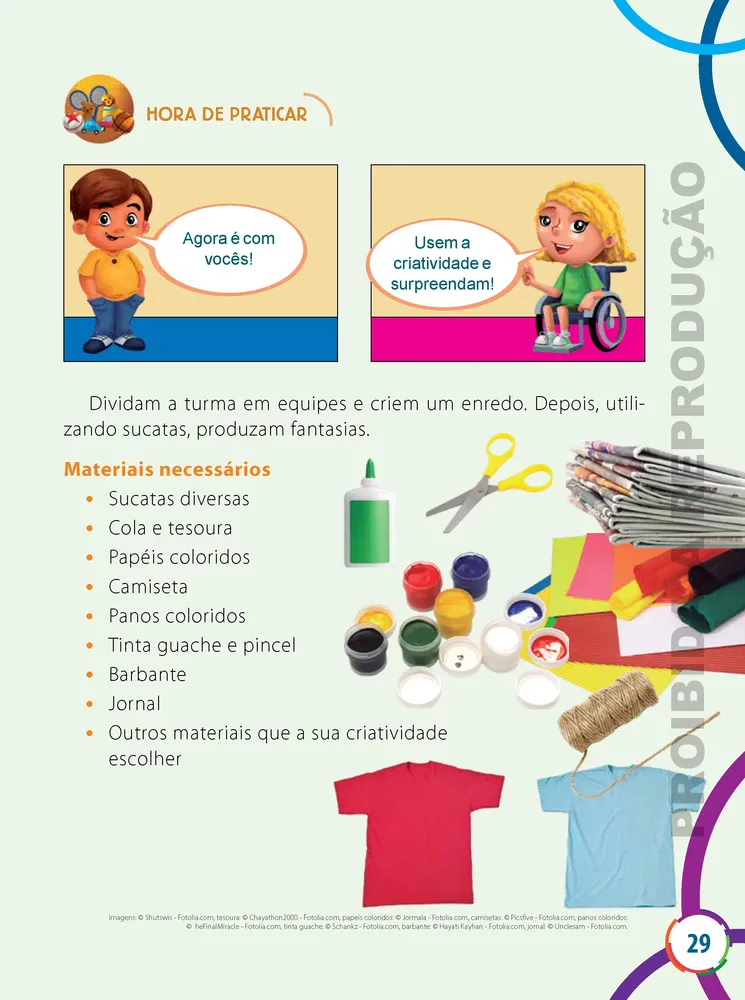 HORA DE PRATICAR
Agora é com
vocês!
Usem a
criatividade e
surpreendam!
Dividam a turma em equipes e criem um enredo. Depois, utili-
zando sucatas, produzam fantasias.
Materiais necessários
• Sucatas diversas
• Cola e tesoura
• Papéis coloridos
• Camiseta
• Panos coloridos
• Tinta guache e pincel
• Barbante
• Jornal
• Outros materiais que a sua criatividade
escolher
Imagens: © Shutswis - Fotolia.com, tesoura: © Chayathon2000 - Fotolia.com, papeis coloridos: © Jormala - Fotolia.com, camisetas: © Picsfive - Fotolia.com, panos coloridos:
© heFinalMiracle - Fotolia.com, tinta guache: © Schankz - Fotolia.com, barbante: © Hayati Kayhan - Fotolia.com, jornal: © Unclesam - Fotolia.com.
29
PROIBIDA A REPRODUÇÃO